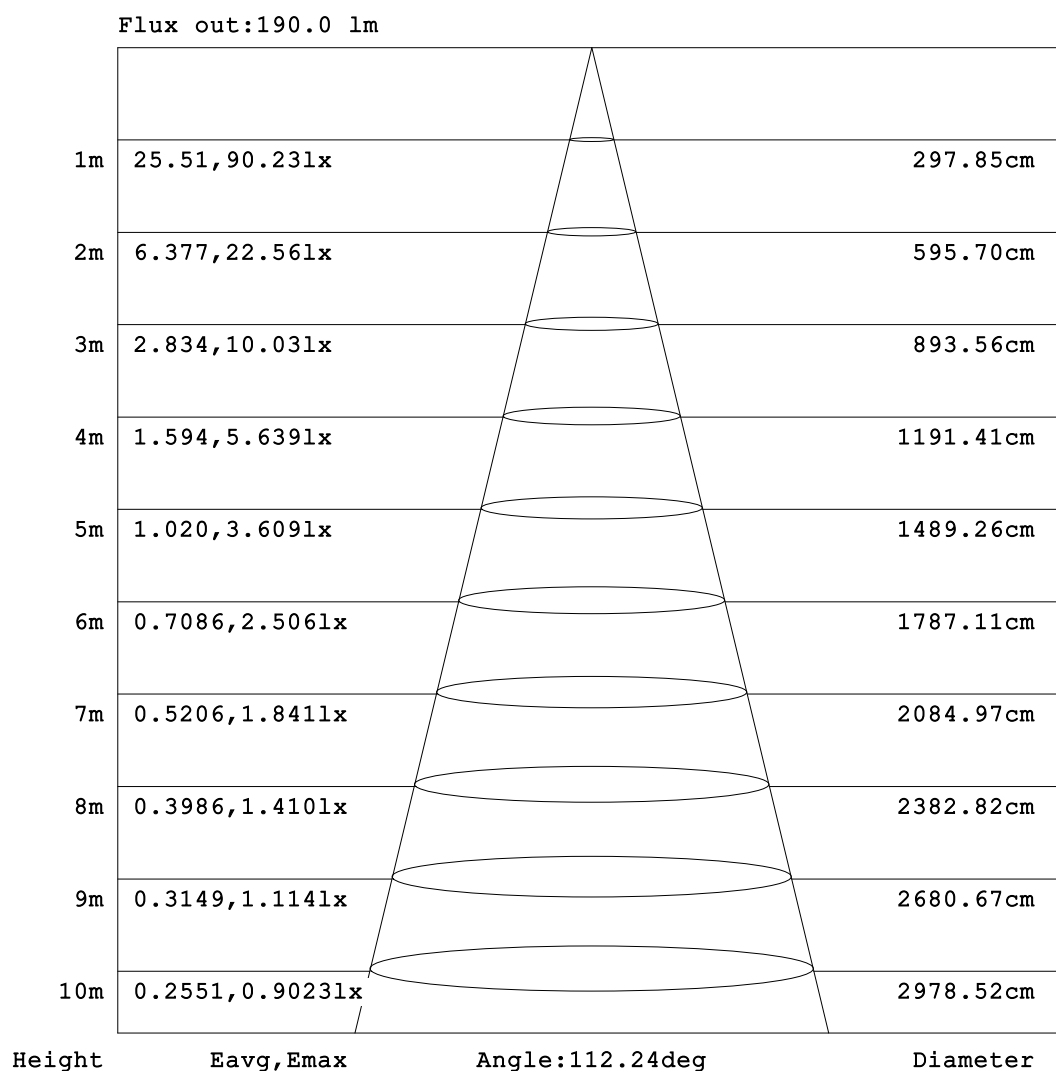 Flux out:190.0 lm
1m 25.51,90.23lx 297.85cm
2m 6.377,22.56lx 595.70cm
3m 2.834,10.03lx 893.56cm
4m 1.594,5.639lx 1191.41cm
5m 1.020,3.609lx 1489.26cm
6m 0.7086,2.506lx 1787.11cm
7m 0.5206,1.841lx 2084.97cm
8m 0.3986,1.410lx 2382.82cm
9m 0.3149,1.114lx 2680.67cm
10m 0.2551,0.9023lx 2978.52cm
Height Eavg,Emax Angle:112.24deg Diameter